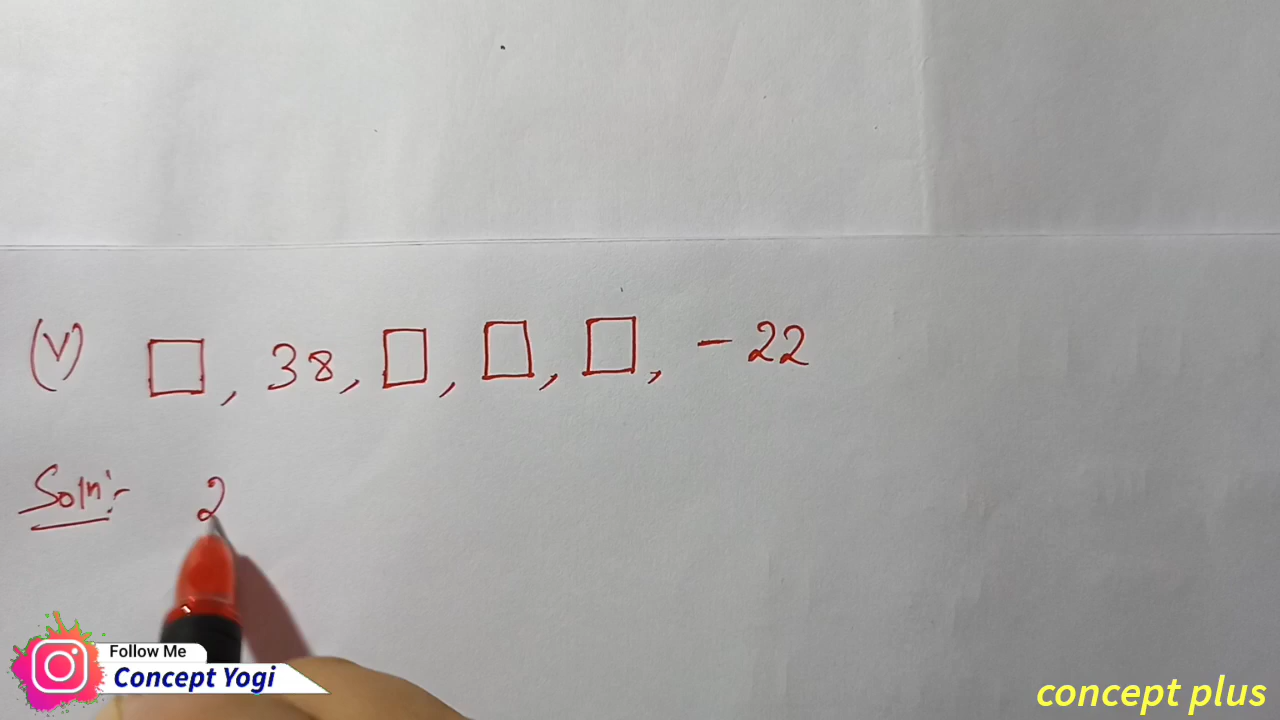 (v) □, 38, □, □, □, -22
Soln:- 2
Follow Me
Concept Yogi
concept plus